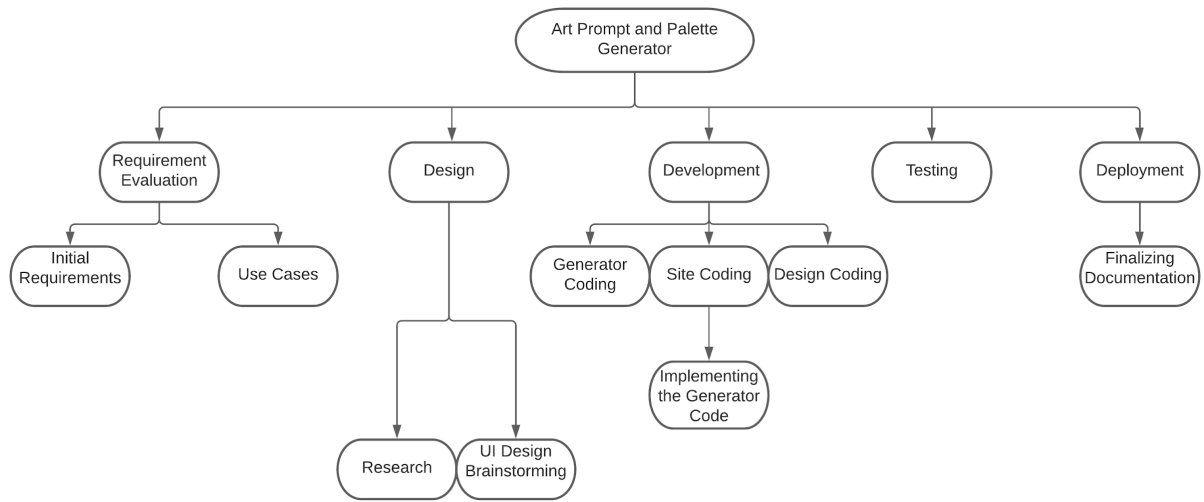 Art Prompt and Palette
Generator
Requirement
Evaluation
Design
Development
Testing
Deployment
Initial
Requirements
Use Cases
Generator
Coding
Site Coding
Design Coding
Finalizing
Documentation
Implementing
the Generator
Code
Research
UI Design
Brainstorming